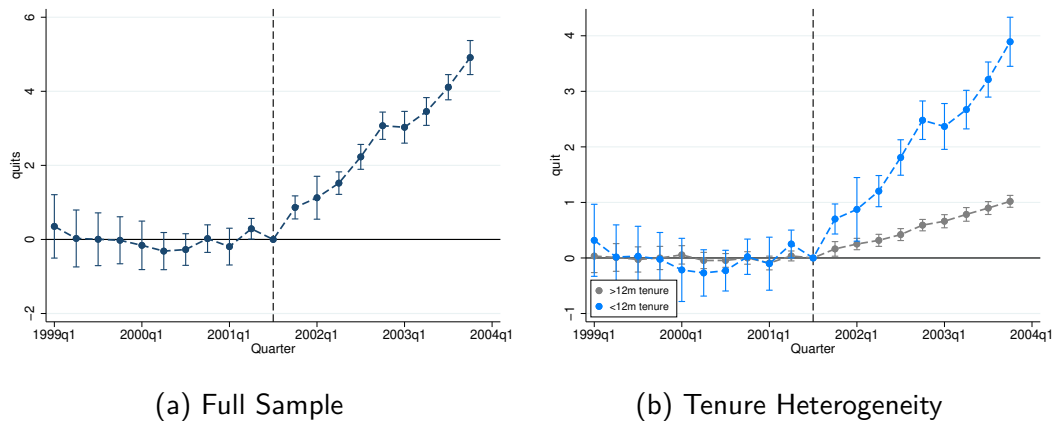 6
4
2
0
-2
quits
1999q1 2000q1 2001q1 2002q1 2003q1 2004q1
Quarter
(a) Full Sample
4
3
2
1
0
-1
quit
>12m tenure
<12m tenure
1999q1 2000q1 2001q1 2002q1 2003q1 2004q1
Quarter
(b) Tenure Heterogeneity